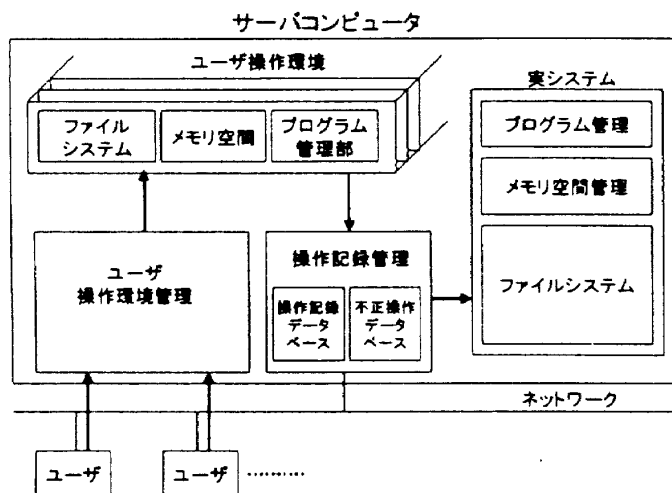 サーバコンピュータ
ユーザ操作環境
ファイル
システム
メモリ空間
プログラム
管理部
実システム
プログラム管理
メモリ空間管理
ファイルシステム
ユーザ
操作環境管理
操作記録管理
操作記録
データ
ベース
不正操作
データ
ベース
ネットワーク
ユーザ
ユーザ
…………